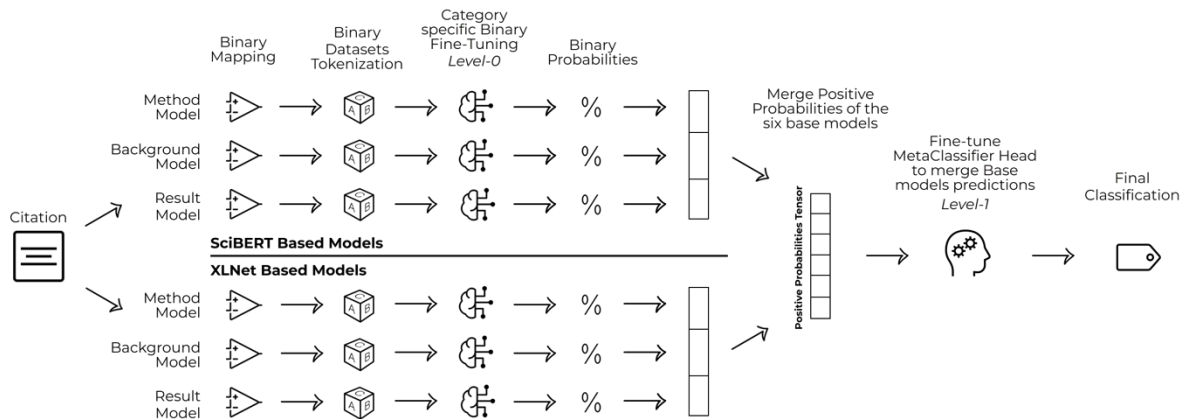 Binary
Mapping
Binary
Datasets
Tokenization
Category
specific Binary
Fine-Tuning
Level-0
Binary
Probabilities
Method
Model
Background
Model
Result
Model
Citation
SciBERT Based Models
XLNet Based Models
Method
Model
Background
Model
Result
Model
Merge Positive
Probabilities of the
six base models
Positive Probabilities Tensor
Fine-tune
MetaClassifier Head
to merge Base
models predictions
Level-1
Final
Classification